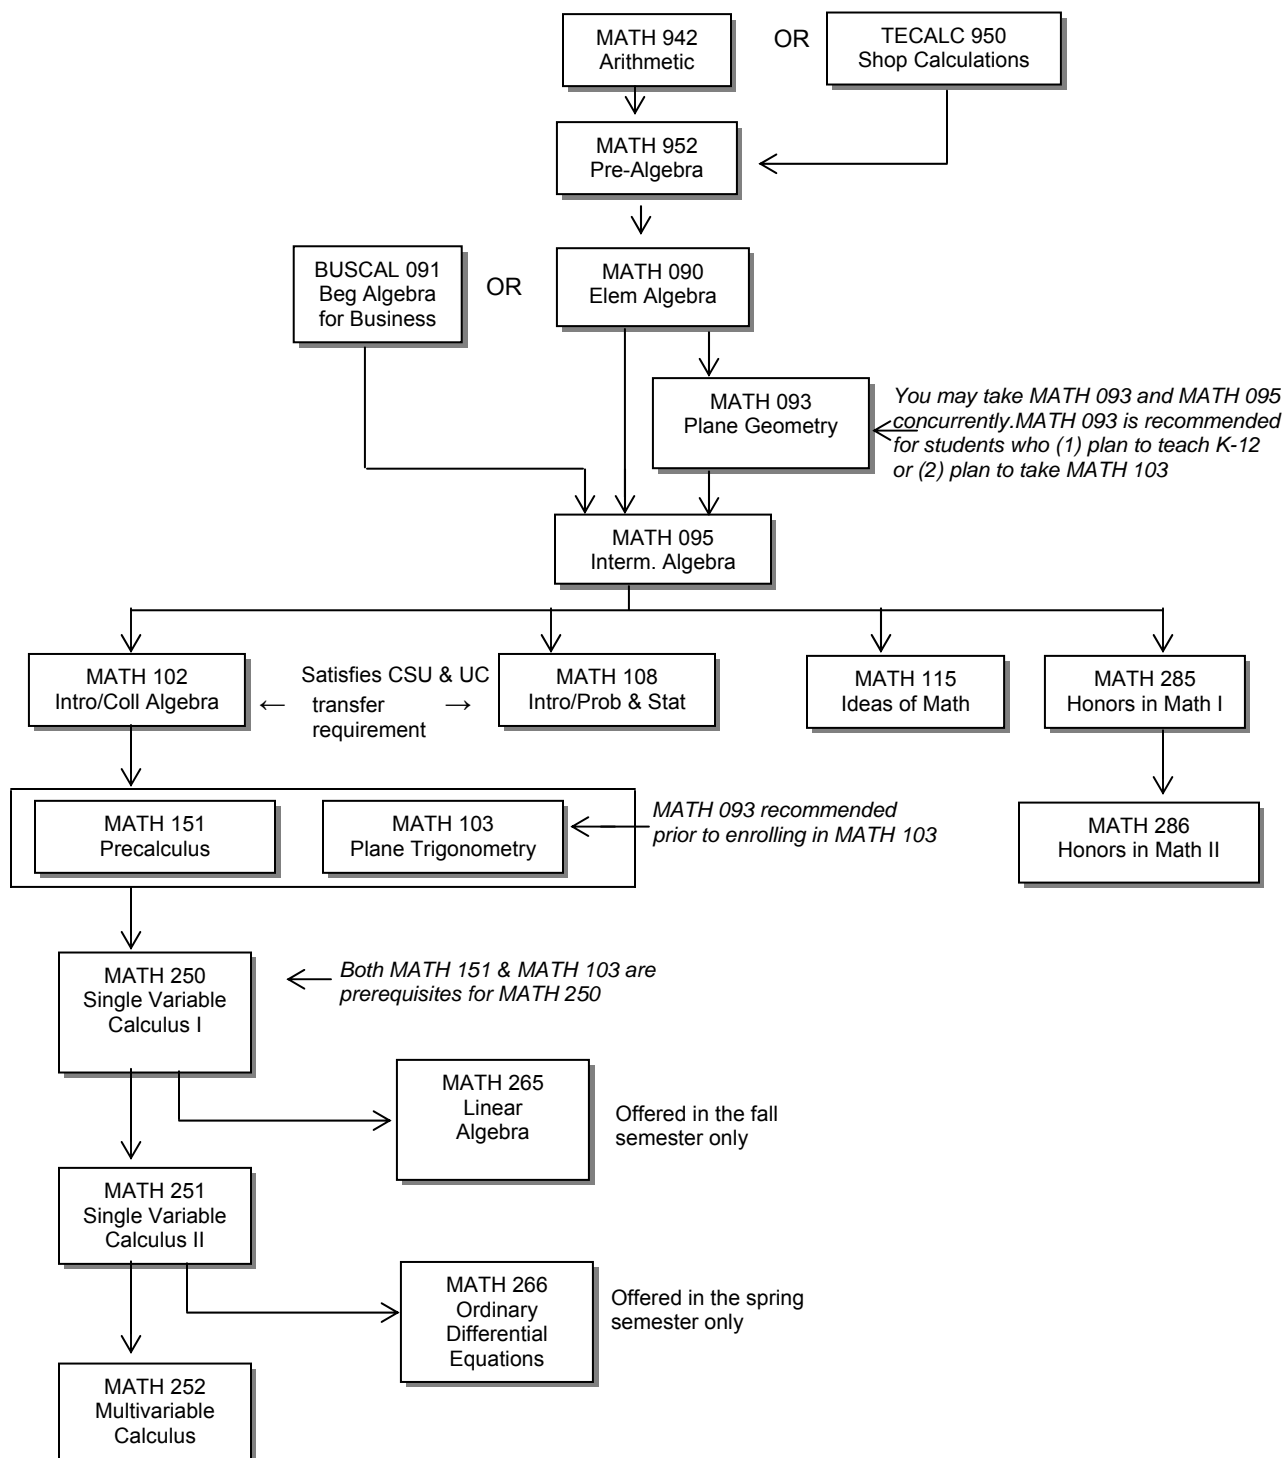 MATH 942
Arithmetic
OR
TECALC 950
Shop Calculations
MATH 952
Pre-Algebra
BUSCAL 091
Beg Algebra
for Business
OR
MATH 090
Elem Algebra
MATH 093
Plane Geometry
You may take MATH 093 and MATH 095
concurrently.MATH 093 is recommended
for students who (1) plan to teach K-12
or (2) plan to take MATH 103
MATH 095
Interm. Algebra
MATH 102
Intro/Coll Algebra
Satisfies CSU & UC
← transfer →
requirement
MATH 108
Intro/Prob & Stat
MATH 115
Ideas of Math
MATH 285
Honors in Math I
MATH 151
Precalculus
MATH 103
Plane Trigonometry
MATH 093 recommended
prior to enrolling in MATH 103
MATH 286
Honors in Math II
MATH 250
Single Variable
Calculus I
Both MATH 151 & MATH 103 are
prerequisites for MATH 250
MATH 265
Linear
Algebra
Offered in the fall
semester only
MATH 251
Single Variable
Calculus II
MATH 266
Ordinary
Differential
Equations
Offered in the spring
semester only
MATH 252
Multivariable
Calculus